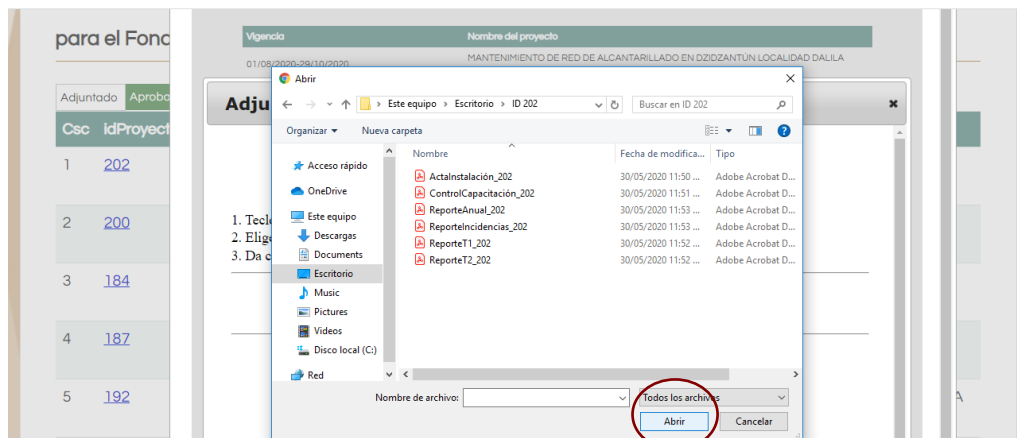 para el Fond
Vigencia Nombre del proyecto
01/08/2020-29/10/2020 MANTENIMIENTO DE RED DE ALCANTARILLADO EN DZIDZANTÚN LOCALIDAD DALILA
Abrir
Adjuntado Aprobo
Adju
Este equipo > Escritorio > ID 202 Buscar en ID 202
Csc idProyect
Organizar Nueva carpeta
Nombre Fecha de modifica... Tipo
1 202
Acceso rápido
ActaInstalación_202 30/05/2020 11:50 ... Adobe Acrobat D...
OneDrive
ControlCapacitación_202 30/05/2020 11:51 ... Adobe Acrobat D...
ReporteAnual_202 30/05/2020 11:53 ... Adobe Acrobat D...
Este equipo
1. Tecle
2 200
ReporteIncidencias_202 30/05/2020 11:53 ... Adobe Acrobat D...
Descargas
2. Elige
ReporteT1_202 30/05/2020 11:52 ... Adobe Acrobat D...
Documents
3. Da c
ReporteT2_202 30/05/2020 11:52 ... Adobe Acrobat D...
Escritorio
3 184
Music
Pictures
Videos
4 187
Disco local (C:)
Red
5 192
Nombre de archivo: Todos los archivos
A
Abrir Cancelar